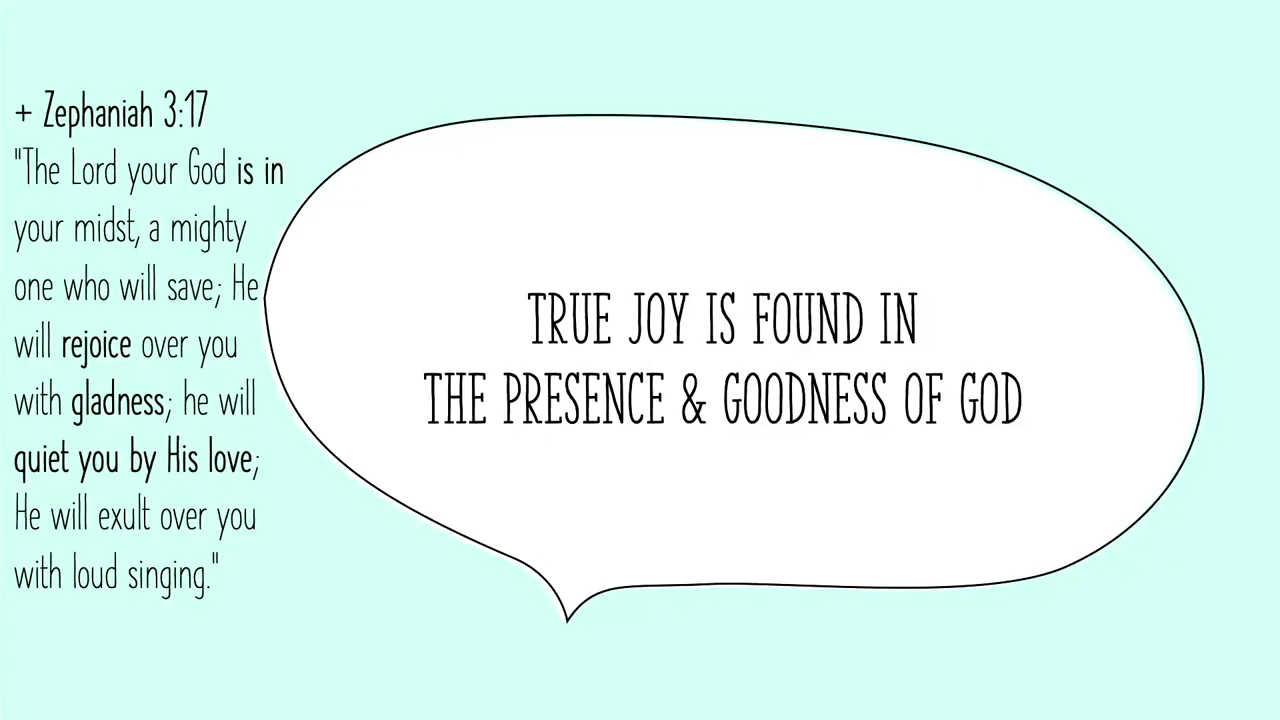 + Zephaniah 3:17
"The Lord your God is in
your midst, a mighty
one who will save; He
will rejoice over you
with gladness; he will
quiet you by His love;
He will exult over you
with loud singing."
TRUE JOY IS FOUND IN
THE PRESENCE & GOODNESS OF GOD